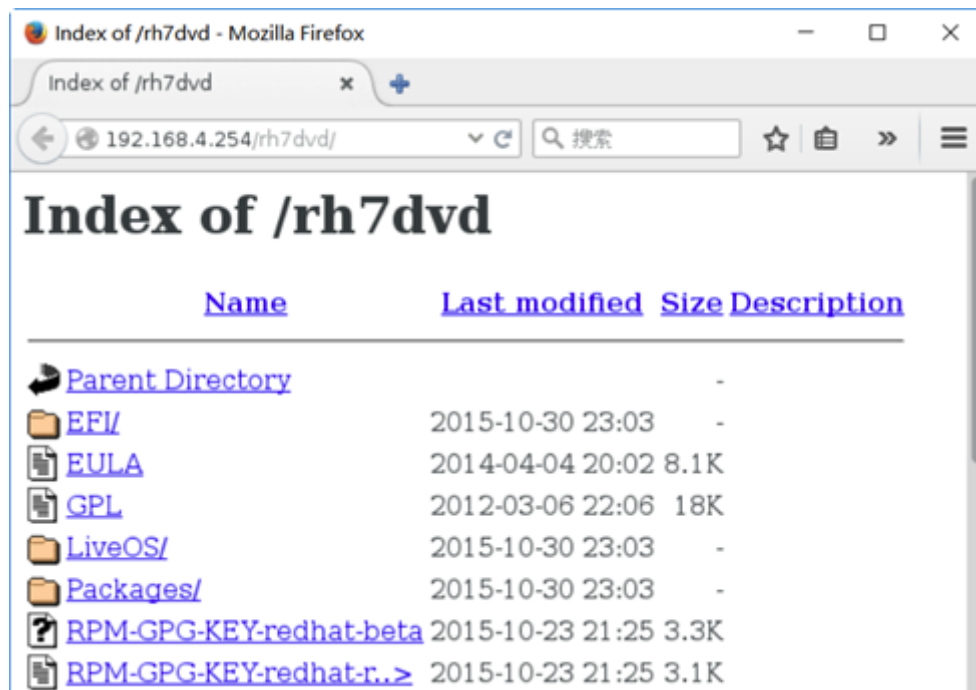 Index of /rh7dvd - Mozilla Firefox
Index of /rh7dvd
192.168.4.254/rh7dvd/ 搜索
Index of /rh7dvd
Name Last modified Size Description
Parent Directory -
EFI/ 2015-10-30 23:03 -
EULA 2014-04-04 20:02 8.1K
GPL 2012-03-06 22:06 18K
LiveOS/ 2015-10-30 23:03 -
Packages/ 2015-10-30 23:03 -
RPM-GPG-KEY-redhat-beta 2015-10-23 21:25 3.3K
RPM-GPG-KEY-redhat-r..> 2015-10-23 21:25 3.1K